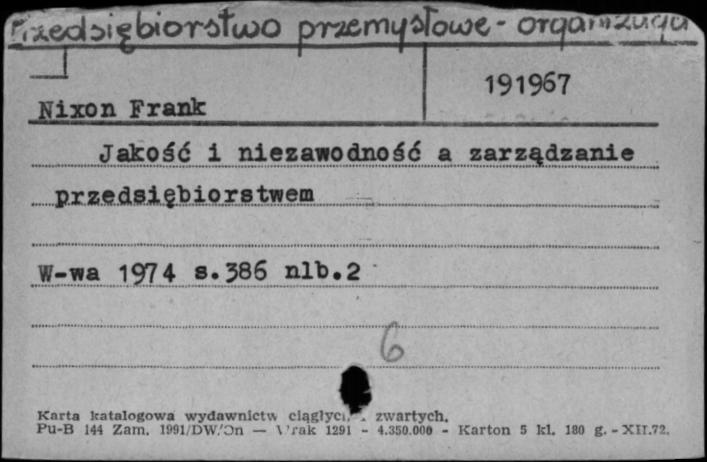 Przedsiębiorstwo przemysłowe - organizacja
191967
Nixon Frank
Jakość i niezawodność a zarządzanie
przedsiębiorstwem
W-wa 1974 s.386 nlb.2
6
Karta katalogowa wydawnictw ciągłych i zwartych.
Pu-B 144 Zam. 1991/DW/On — 1291 - 4.350.000 - Karton 5 kl. 180 g. - XII.72.